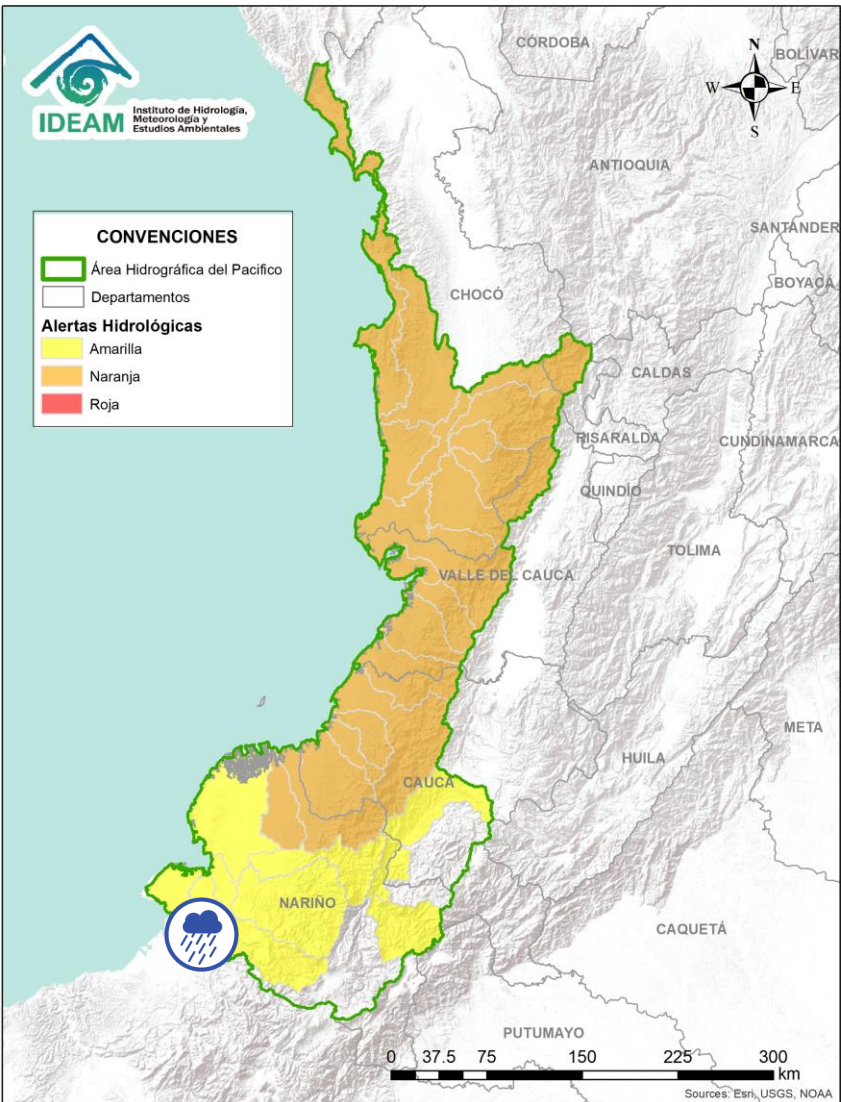 IDEAM
Instituto de Hidrología,
Meteorología y
Estudios Ambientales
N
W
E
S
CÓRDOBA
BOLIVAR
ANTIOQUIA
SANTANDER
BOYACÁ
CHOCÓ
CONVENCIONES
Área Hidrográfica del Pacifico
Departamentos
Alertas Hidrológicas
Amarilla
Naranja
Roja
CALDAS
RISARALDA
CUNDINAMARCA
QUINDÍO
TOLIMA
VALLE DEL CAUCA
META
HUILA
CAUCA
NARIÑO
CAQUETÁ
PUTUMAYO
0 37.5 75 150 225 300
km
Sources: Esri, USGS, NOAA